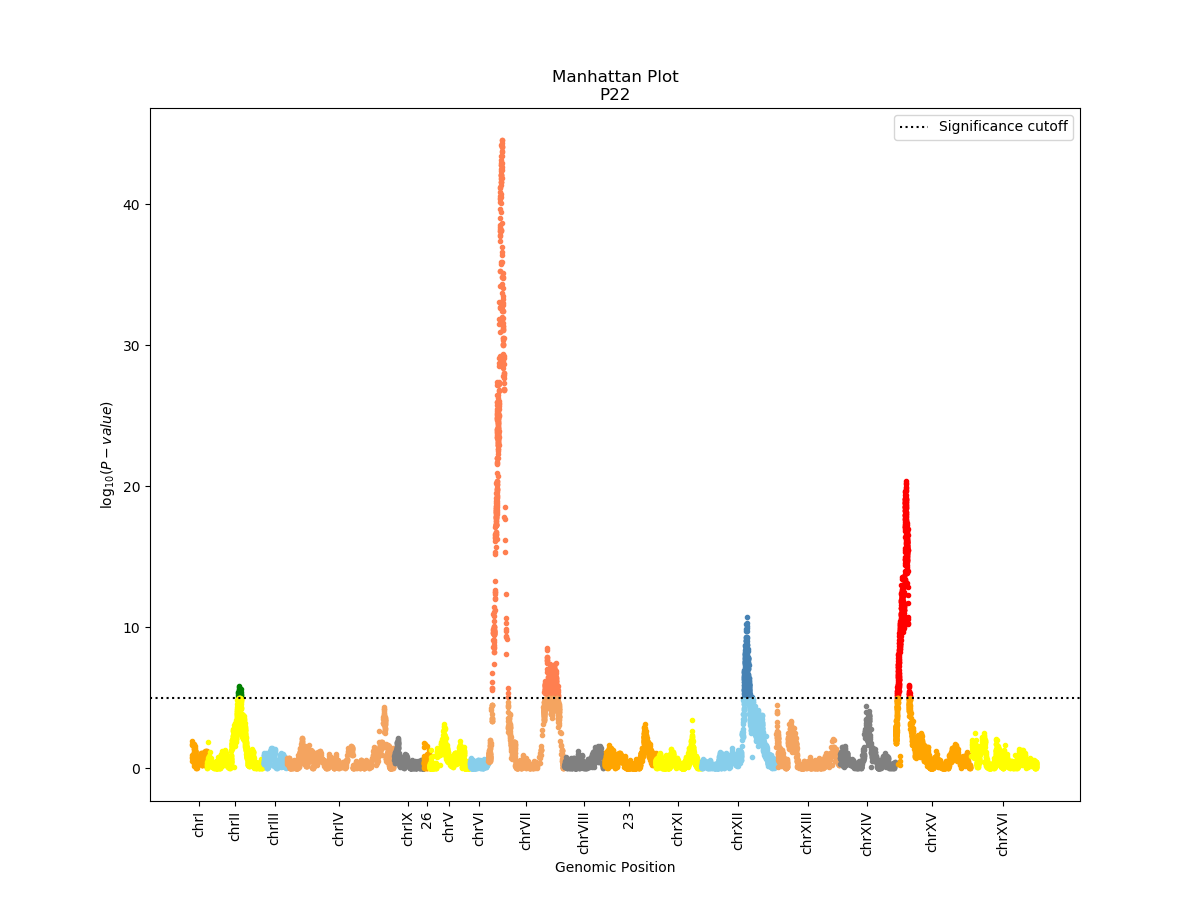 Manhattan Plot
P22
Significance cutoff
40
30
20
10
0
log10(P − value)
chrI
chrII
chrIII
chrIV
chrIX
26
chrV
chrVI
chrVII
chrVIII
23
chrXI
chrXII
chrXIII
chrXIV
chrXV
chrXVI
Genomic Position